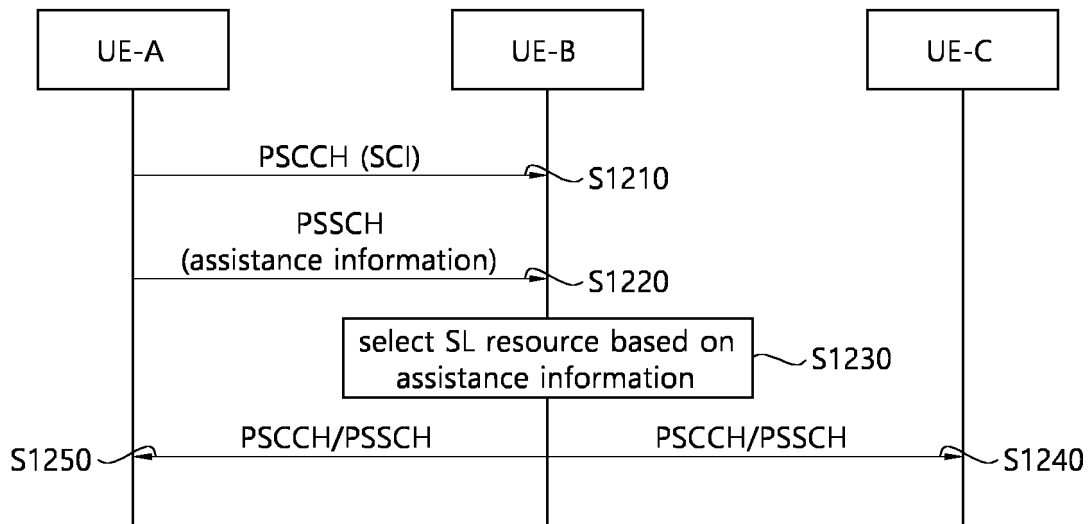 UE-A
UE-B
UE-C
PSCCH (SCI)
S1210
PSSCH
(assistance information)
S1220
select SL resource based on
assistance information
S1230
PSCCH/PSSCH
PSCCH/PSSCH
S1250
S1240